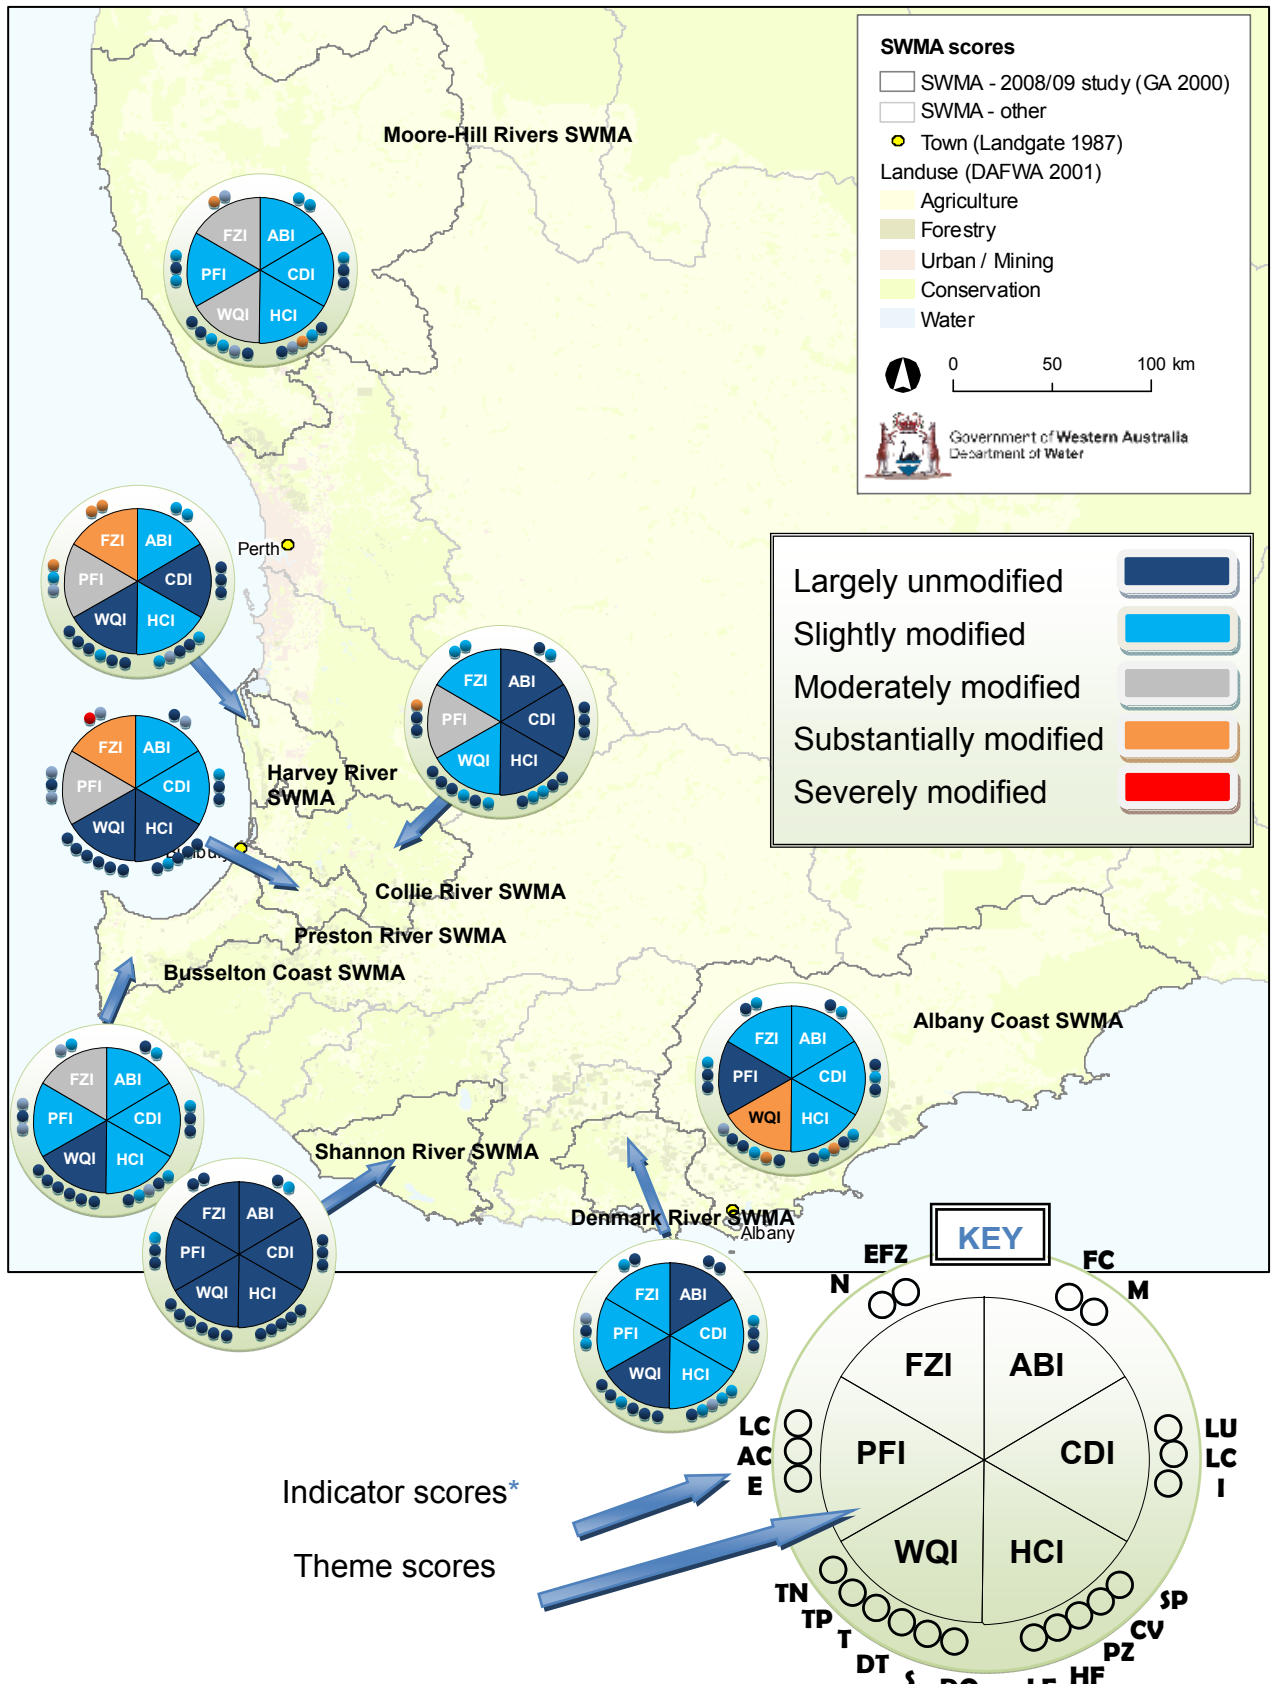 SWMA scores
SWMA - 2008/09 study (GA 2000)
SWMA - other
Town (Landgate 1987)
Landuse (DAFWA 2001)
Agriculture
Forestry
Urban / Mining
Conservation
Water
0 50 100 km
Government of Western Australia
Department of Water
Moore-Hill Rivers SWMA
FZI ABI
PFI CDI
WQI HCI
FZI ABI
PFI CDI
WQI HCI
Perth
Largely unmodified
Slightly modified
Moderately modified
Substantially modified
Severely modified
FZI ABI
PFI CDI
WQI HCI
FZI ABI
PFI CDI
WQI HCI
Harvey River
SWMA
Collie River SWMA
Preston River SWMA
Busselton Coast SWMA
Albany Coast SWMA
FZI ABI
PFI CDI
WQI HCI
FZI ABI
PFI CDI
WQI HCI
Shannon River SWMA
FZI ABI
PFI CDI
WQI HCI
Denmark River SWMA
Albany
FZI ABI
PFI CDI
WQI HCI
KEY
EFZ FC
N M
FZI ABI
LC LU
AC PFI CDI LC
E I
WQI HCI
Indicator scores*
Theme scores
TN SP
TP CV
T PZ
DT HF